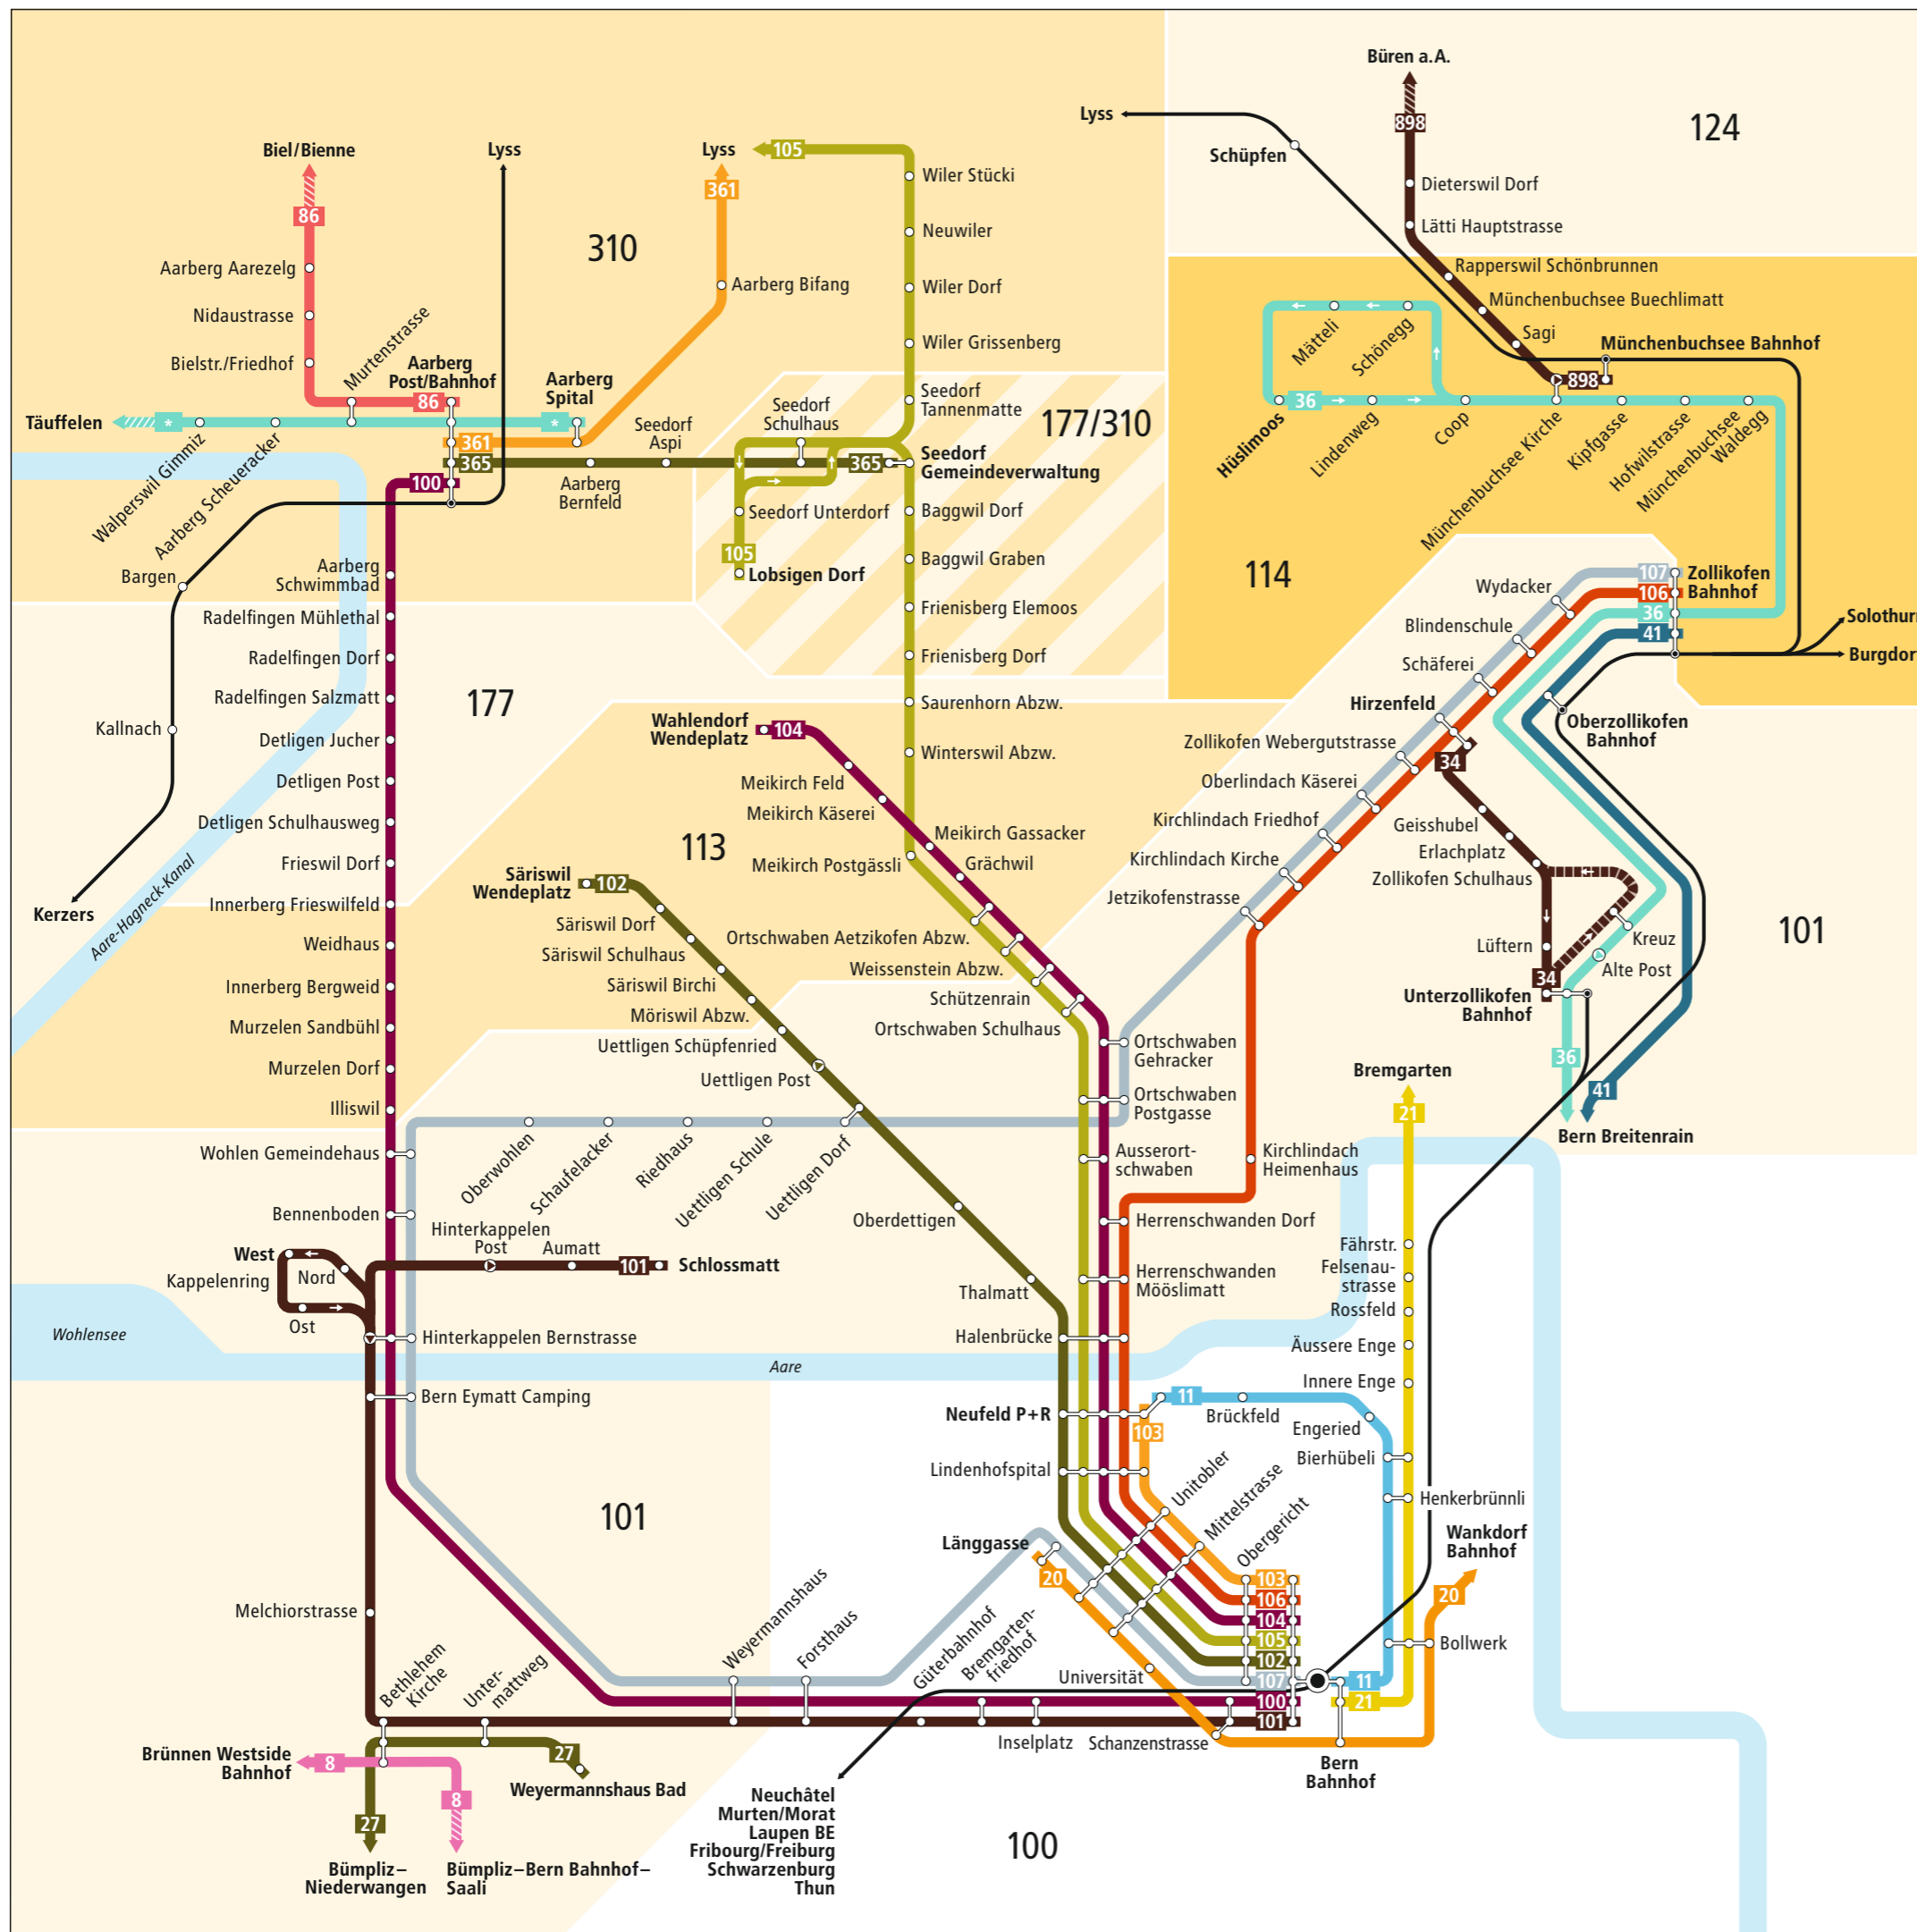 Büren a.A.
Lyss
898
124
Schüpfen
Biel/Bienne
Lyss
Lyss
105
361
Wiler Stücki
Dieterswil Dorf
86
Lätti Hauptstrasse
310
Neuwiler
Aarberg Aarezelg
Aarberg Bifang
Wiler Dorf
Rapperswil Schönbrunnen
Münchenbuchsee Buechlimatt
Nidaustrasse
Sagi
Mätteli
Schönegg
Münchenbuchsee Bahnhof
Bielstr./Friedhof
Murtenstrasse
Wiler Grissenberg
Aarberg
Post/Bahnhof
Aarberg
Spital
898
86
Seedorf
Schulhaus
Seedorf
Tannenmatte
177/310
36
Täuffelen
*
*
Seedorf
Aspi
361
365
365
Seedorf
Gemeindeverwaltung
Hüslimoos
Lindenweg
Coop
Münchenbuchsee Kirche
Kipfgasse
Hofwilstrasse
Münchenbuchsee
Waldegg
Walperswil Gimmiz
Aarberg Scheueracker
100
Aarberg
Bernfeld
Seedorf Unterdorf
Baggwil Dorf
105
Baggwil Graben
Lobsigen Dorf
114
Bargen
Aarberg
Schwimmbad
Wydacker
107
106
36
41
Zollikofen
Bahnhof
Radelfingen Mühlethal
Frienisberg Elemoos
Blindenschule
Solothurn
Radelfingen Dorf
Frienisberg Dorf
Schäferei
Burgdorf
Radelfingen Salzmatt
177
Saurenhorn Abzw.
Hirzenfeld
Kallnach
Wahlendorf
Wendeplatz
104
Oberzollikofen
Bahnhof
Detligen Jucher
Winterswil Abzw.
Zollikofen Webergutstrasse
34
Detligen Post
Meikirch Feld
Oberlindach Käserei
Detligen Schulhausweg
Meikirch Käserei
Kirchlindach Friedhof
Geisshubel
113
Meikirch Gassacker
Erlachplatz
Frieswil Dorf
Meikirch Postgässli
Grächwil
Kirchlindach Kirche
Zollikofen Schulhaus
Säriswil
Wendeplatz
102
Jetzikofenstrasse
Kerzers
Innerberg Frieswilfeld
Aare-Hagneck-Kanal
Säriswil Dorf
Ortschwaben Aetzikofen Abzw.
Kreuz
101
Weidhaus
Säriswil Schulhaus
Weissenstein Abzw.
Lüftern
Alte Post
Innerberg Bergweid
Säriswil Birchi
Schützenrain
34
Unterzollikofen
Bahnhof
Möriswil Abzw.
Ortschwaben Schulhaus
Murzelen Sandbühl
Uettligen Schüpfenried
Ortschwaben
Gehracker
36
Murzelen Dorf
Uettligen Post
Bremgarten
41
Illiswil
Ortschwaben
Postgasse
21
Bern Breitenrain
Wohlen Gemeindehaus
Oberwohlen
Schaufelacker
Riedhaus
Uettligen Schule
Uettligen Dorf
Ausserort-
schwaben
Kirchlindach
Heimenhaus
Bennenboden
Oberdettigen
Herrenschwanden Dorf
Hinterkappelen
Post
Aumatt
101
Schlossmatt
West
Kappelenring
Nord
Fährstr.
Felsenau-
strasse
Thalmatt
Herrenschwanden
Mööslimatt
Ost
Rossfeld
Wohlensee
Hinterkappelen Bernstrasse
Halenbrücke
Äussere Enge
Aare
Innere Enge
Bern Eymatt Camping
Neufeld P+R
11
Brückfeld
103
Engeried
Bierhübeli
Lindenhofspital
Unitobler
Mittelstrasse
Obergericht
Henkerbrünnli
101
Länggasse
Wankdorf
Bahnhof
20
103
106
104
105
102
107
100
101
20
Melchiorstrasse
Weyermannshaus
Forsthaus
Güterbahnhof
Bremgarten-
friedhof
Bollwerk
Bethlehem
Kirche
Unter-
mattweg
Universität
11
21
Inselplatz
Schanzenstrasse
Brünnen Westside
Bahnhof
8
27
Weyermannshaus Bad
Bern
Bahnhof
8
27
Neuchâtel
Murten/Morat
Laupen BE
Fribourg/Freiburg
Schwarzenburg
Thun
100
Bümpliz–
Niederwangen
Bümpliz–Bern Bahnhof–
Saali